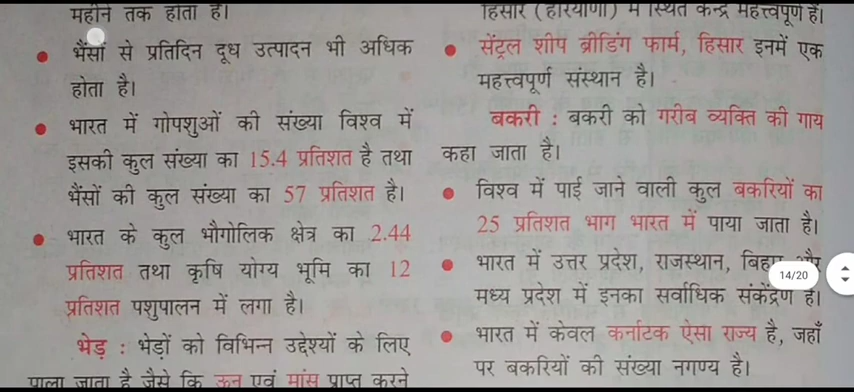 महीने तक होता है।
भैंसों से प्रतिदिन दूध उत्पादन भी अधिक
होता है।
भारत में गोपशुओं की संख्या विश्व में
इसकी कुल संख्या का 15.4 प्रतिशत है तथा
भैंसों की कुल संख्या का 57 प्रतिशत है।
भारत के कुल भौगोलिक क्षेत्र का 2.44
प्रतिशत तथा कृषि योग्य भूमि का 12
प्रतिशत पशुपालन में लगा है।
भेड़ : भेड़ों को विभिन्न उद्देश्यों के लिए
पाला जाता है जैसे कि ऊन एवं मांस प्राप्त करने
हिसार (हरियाणा) में स्थित केन्द्र महत्त्वपूर्ण हैं।
सेंट्रल शीप ब्रीडिंग फार्म, हिसार इनमें एक
महत्त्वपूर्ण संस्थान है।
बकरी : बकरी को गरीब व्यक्ति की गाय
कहा जाता है।
विश्व में पाई जाने वाली कुल बकरियों का
25 प्रतिशत भाग भारत में पाया जाता है।
भारत में उत्तर प्रदेश, राजस्थान, बिहार और
मध्य प्रदेश में इनका सर्वाधिक संकेंद्रण है।
भारत में केवल कर्नाटक ऐसा राज्य है, जहाँ
पर बकरियों की संख्या नगण्य है।
14/20